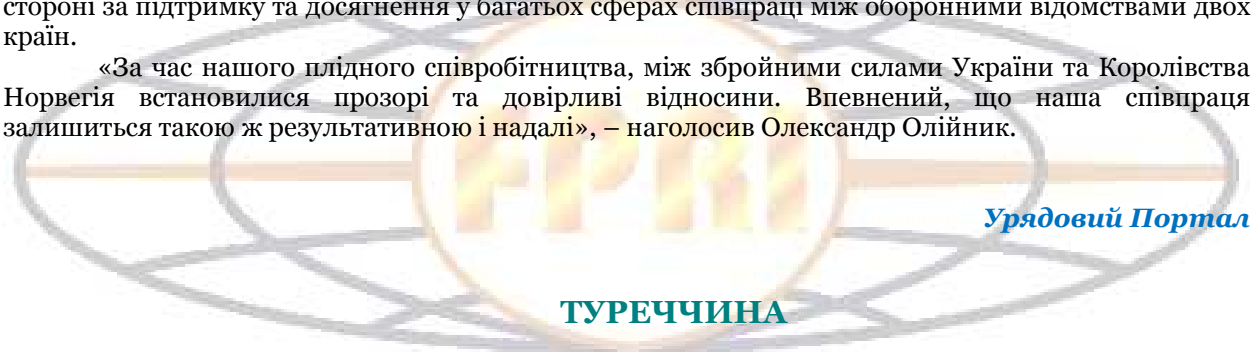 стороні за підтримку та досягнення у багатьох сферах співпраці між оборонними відомствами двох
країн.
«За час нашого плідного співробітництва, між збройними силами України та Королівства
Норвегія встановилися прозорі та довірливі відносини. Впевнений, що наша співпраця
залишиться такою ж результативною і надалі», – наголосив Олександр Олійник.
FPRI
Урядовий Портал
ТУРЕЧЧИНА